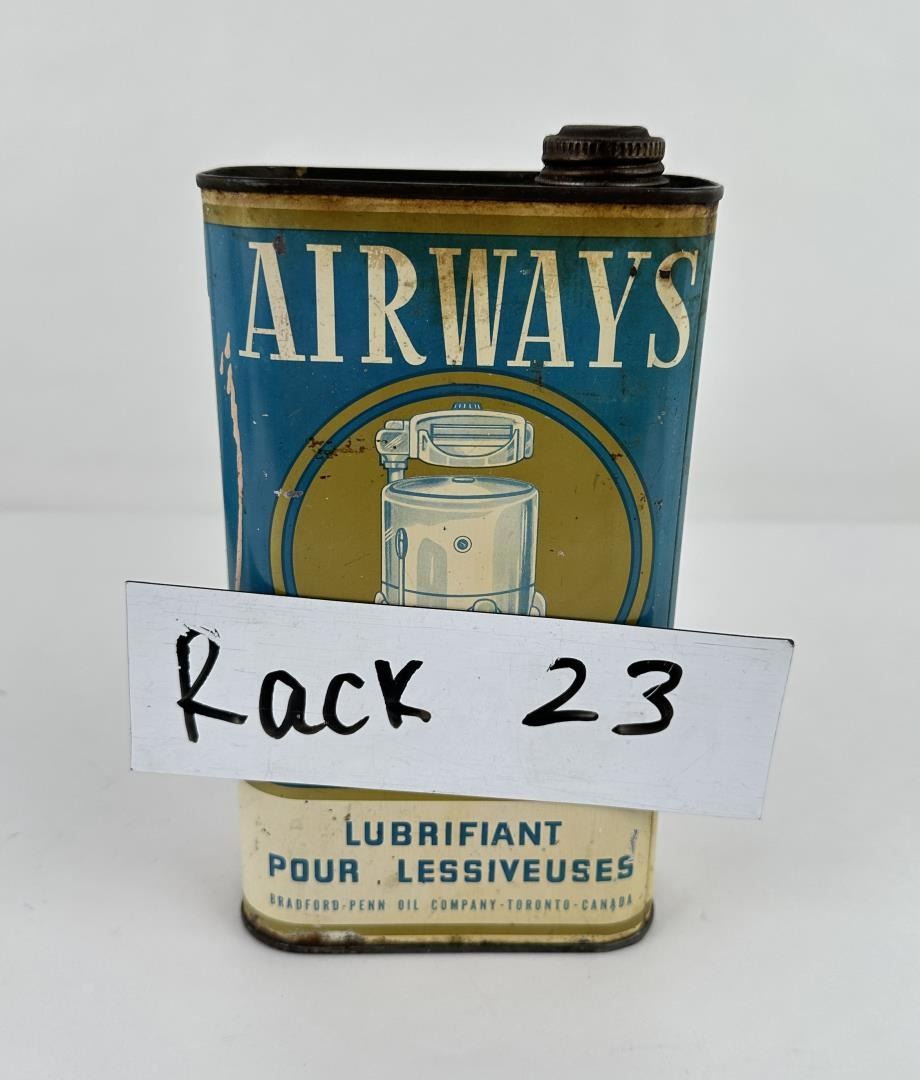 AIRWAYS
Rack 23
LUBRIFIANT
POUR LESSIVEUSES
BRADFORD-PENN OIL COMPANY-TORONTO-CANADA